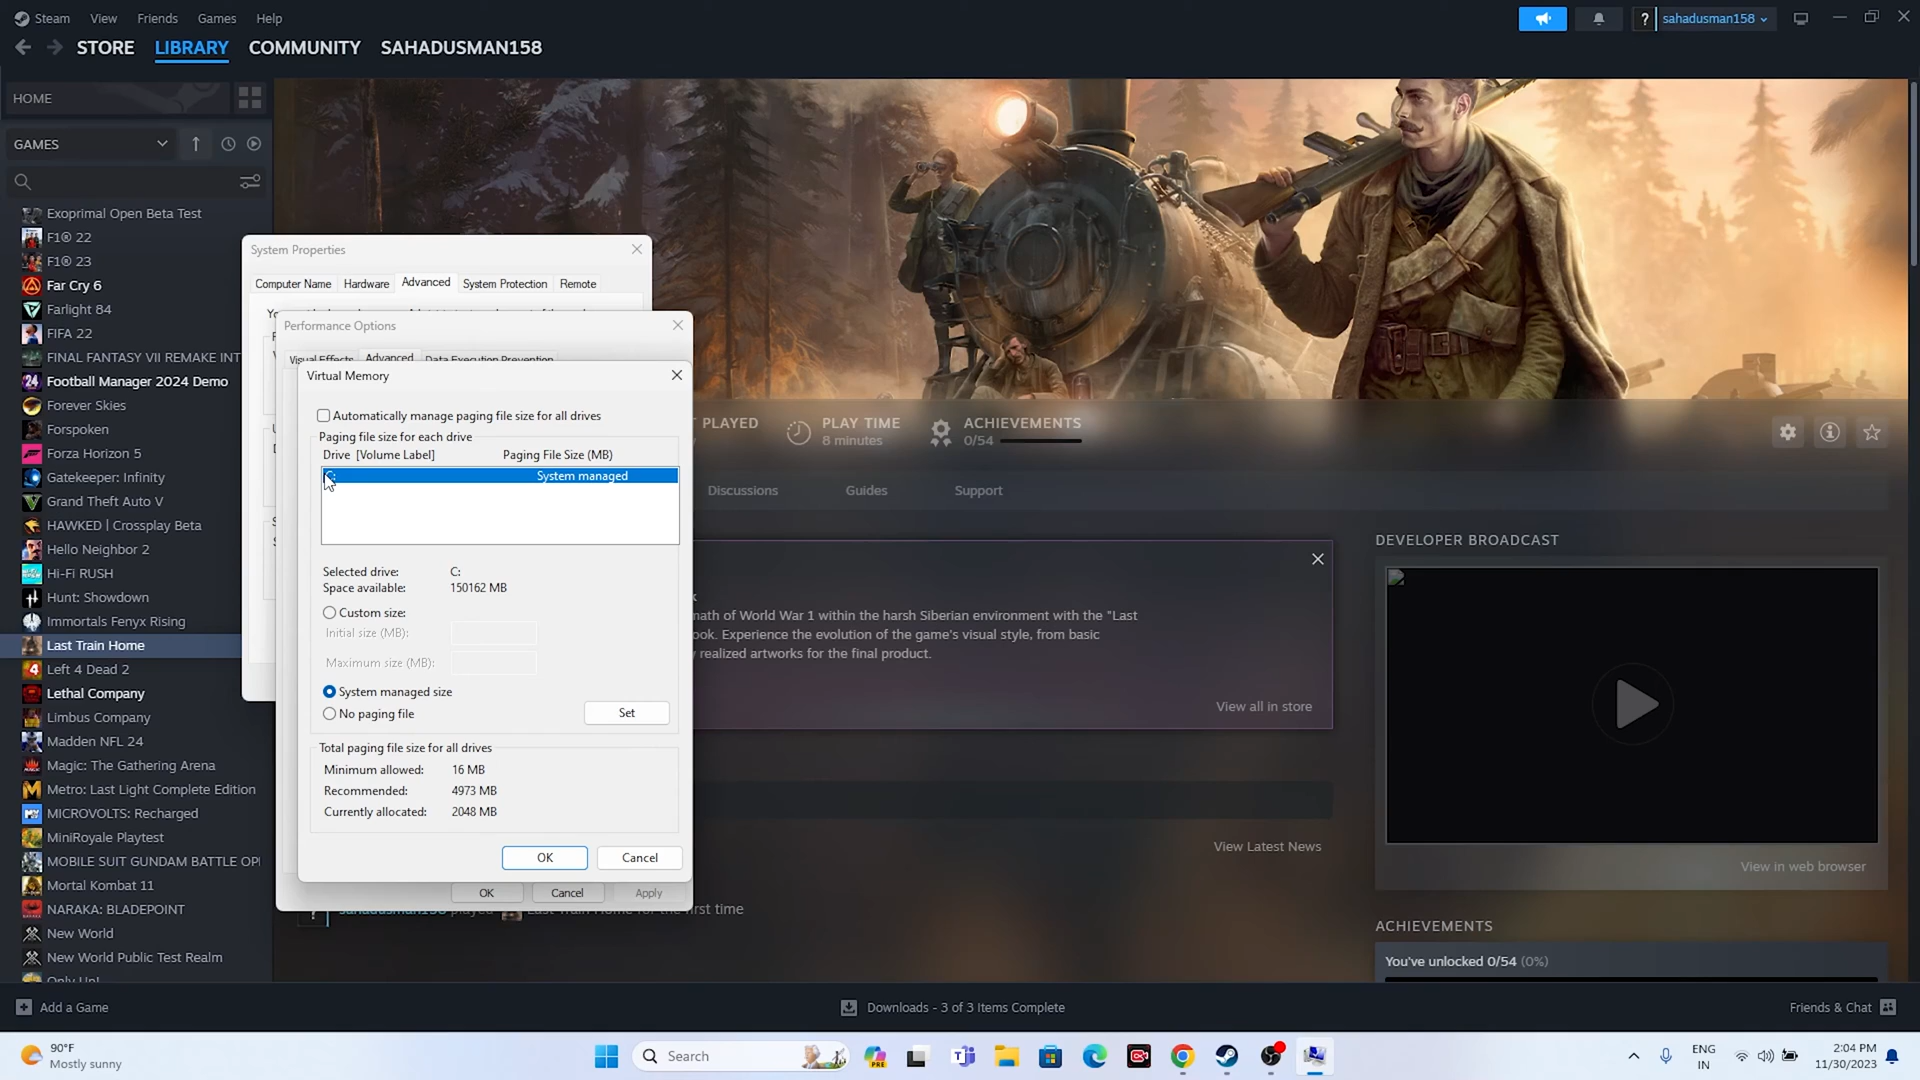 Steam View Friends Games Help
? sahadusman158
STORE LIBRARY COMMUNITY SAHADUSMAN158
HOME
GAMES
Exoprimal Open Beta Test
F1® 22
F1® 23
Far Cry 6
Farlight 84
FIFA 22
FINAL FANTASY VII REMAKE INT
Football Manager 2024 Demo
Forever Skies
Forspoken
Forza Horizon 5
Gatekeeper: Infinity
Grand Theft Auto V
HAWKED | Crossplay Beta
Hello Neighbor 2
Hi-Fi RUSH
Hunt: Showdown
Immortals Fenyx Rising
Last Train Home
Left 4 Dead 2
Lethal Company
Limbus Company
Madden NFL 24
Magic: The Gathering Arena
Metro: Last Light Complete Edition
MICROVOLTS: Recharged
MiniRoyale Playtest
MOBILE SUIT GUNDAM BATTLE OP
Mortal Kombat 11
NARAKA: BLADEPOINT
New World
New World Public Test Realm
Only Up!
System Properties
Computer Name Hardware Advanced System Protection Remote
Performance Options
Visual Effects Advanced Data Execution Prevention
Virtual Memory
Automatically manage paging file size for all drives
Paging file size for each drive
Drive [Volume Label] Paging File Size (MB)
C: System managed
Selected drive: C:
Space available: 150162 MB
Custom size:
Initial size (MB):
Maximum size (MB):
System managed size
No paging file
Set
Total paging file size for all drives
Minimum allowed: 16 MB
Recommended: 4973 MB
Currently allocated: 2048 MB
OK Cancel
OK Cancel Apply
PLAYED
PLAY TIME
8 minutes
ACHIEVEMENTS
0/54
Discussions Guides Support
math of World War 1 within the harsh Siberian environment with the "Last
ook. Experience the evolution of the game's visual style, from basic
y realized artworks for the final product.
View all in store
View Latest News
sahadusman158 played Last Train Home for the first time
DEVELOPER BROADCAST
View in web browser
ACHIEVEMENTS
You've unlocked 0/54 (0%)
Add a Game
Downloads - 3 of 3 Items Complete
Friends & Chat
90°F
Mostly sunny
Search
PRE
ENG
IN
2:04 PM
11/30/2023